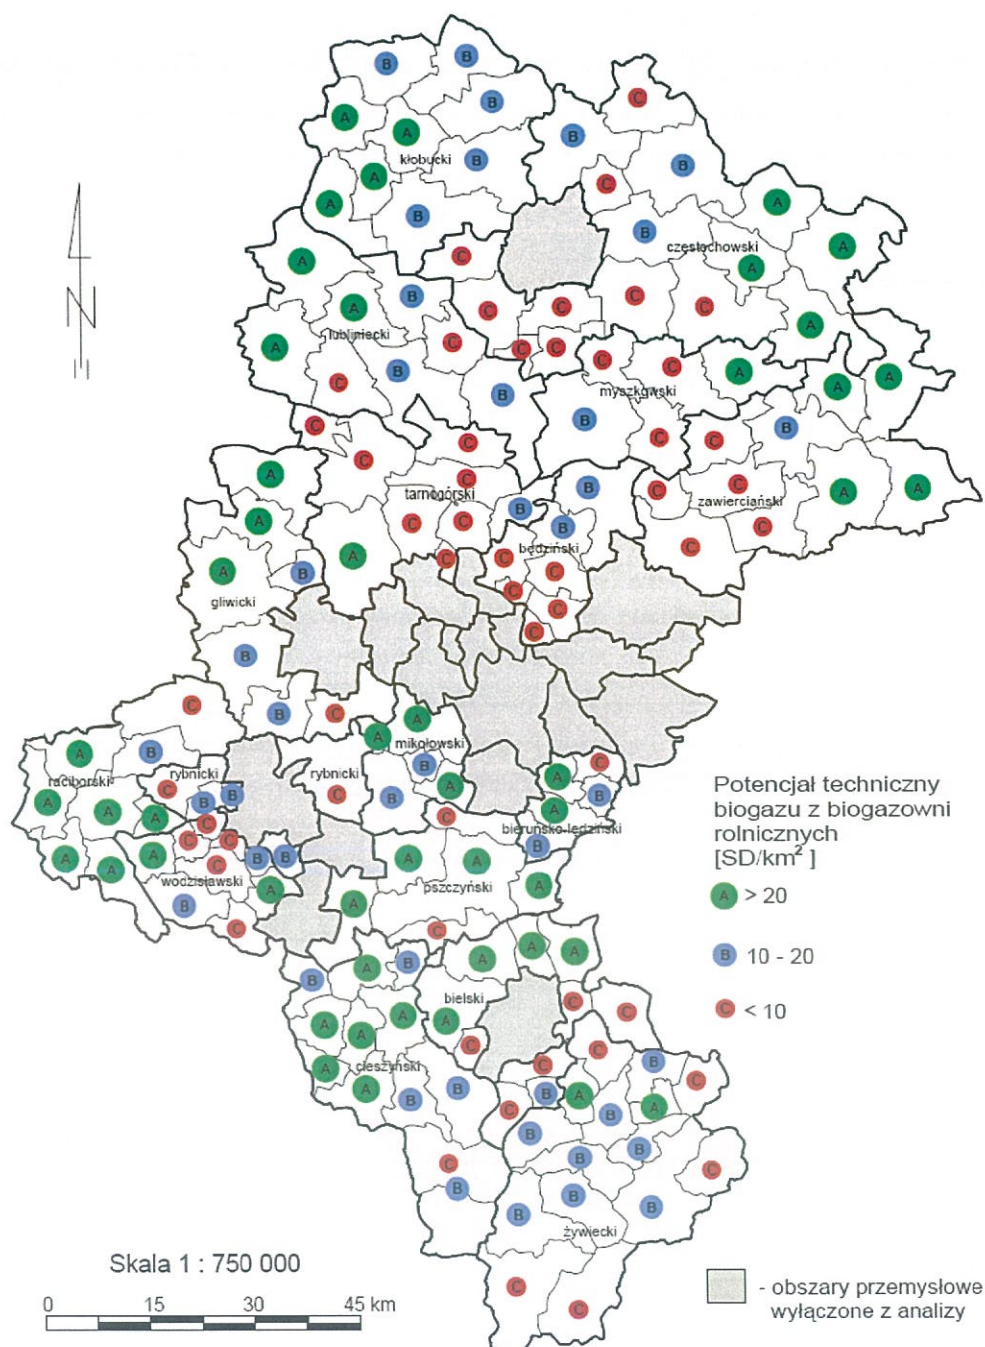 B B
B C
A A B
kłobucki B B B
A C
A B A
B
częstochowski
A C A
A B C C C
A C A
lubliniecki C C C
A C B C C A A A
myszkowski
B B B
C C C C
C A C C C A A
tarnogórski zawierciański
A C C B B B C
będziński
A B A C C C C
gliwicki C C C
B
C B C
A A
mikołowski
A B B A C
raciborski rybnicki rybnicki
A C B B C B A B
A A C A
bieruńsko-lędziński
C C C B
A A A C B B A A
wodzisławski pszczyński
B A A A
C C
B A B A A A
bielski
A A A A C C
C C C B
cieszyński
A A B B C B A B A C
B B B C
C B
B B B
żywiecki
C C
N
Potencjał techniczny
biogazu z biogazowni
rolniczych
[SD/km² ]
A > 20
B 10 - 20
C < 10
Skala 1 : 750 000
0 15 30 45 km
- obszary przemysłowe
wyłączone z analizy